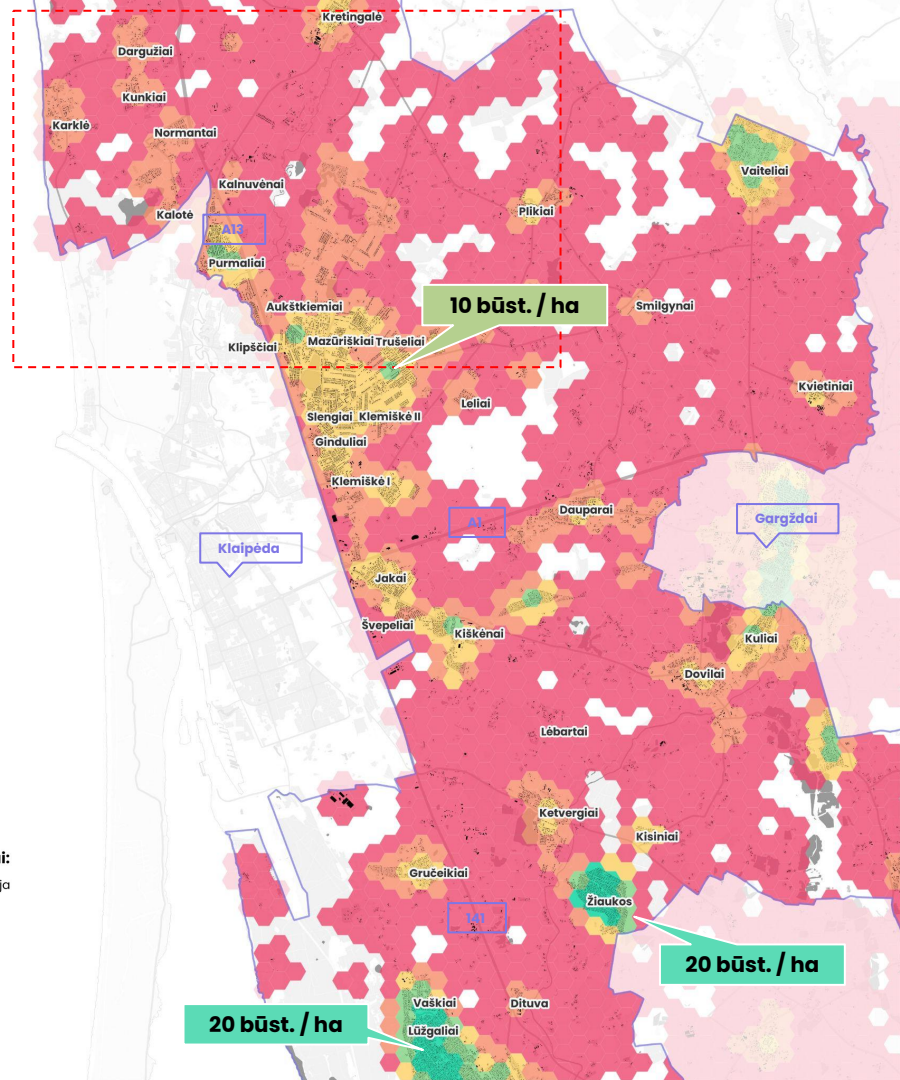 Kretingalė
Dargužiai
Kunkiai
Karklė
Normantai
Vaiteliai
Kalnuvėnai
Kalotė
Plikiai
A13
Purmaliai
10 būst. / ha
Aukštkiemiai
Smilgynai
Klipščiai
Mazūriškiai
Trušeliai
Kvietiniai
Leliai
Slengiai
Klemiškė II
Ginduliai
Klemiškė I
Dauparai
A1
Gargždai
Klaipėda
Jakai
Švepeliai
Kiškėnai
Kuliai
Dovilai
Lėbartai
Ketvergiai
Kisiniai
i:
ja
Gručeikiai
Žiaukos
141
20 būst. / ha
Vaškiai
Dituva
20 būst. / ha
Lūžgaliai